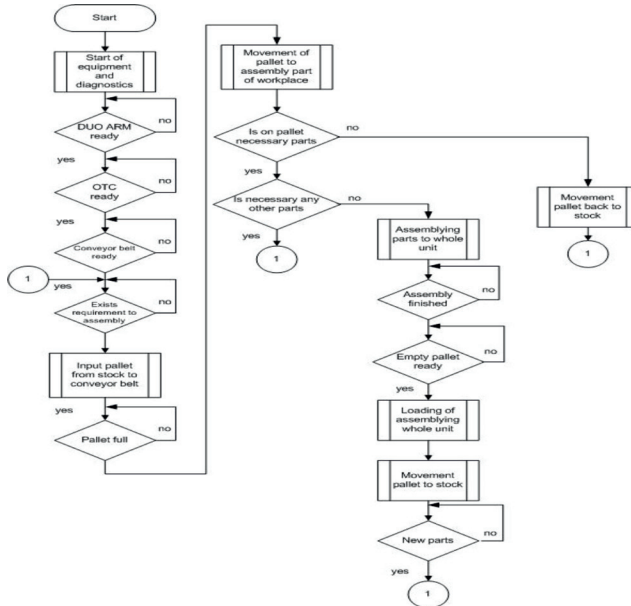 Start
Start of
equipment
and
diagnostics
DUO ARM
ready
no
yes
OTC
ready
no
yes
Conveyor belt
ready
no
1
yes
Exists
requirement to
assembly
no
Input pallet
from stock to
conveyor belt
yes
Pallet full
no
Movement of
pallet to
assembly part
of workplace
Is on pallet
necessary parts
no
yes
Movement
pallet back to
stock
1
Is necessary any
other parts
no
yes
1
Assemblying
parts to whole
unit
Assembly
finished
no
Empty pallet
ready
no
yes
Loading of
assemblying
whole unit
Movement
pallet to stock
New parts
no
yes
1